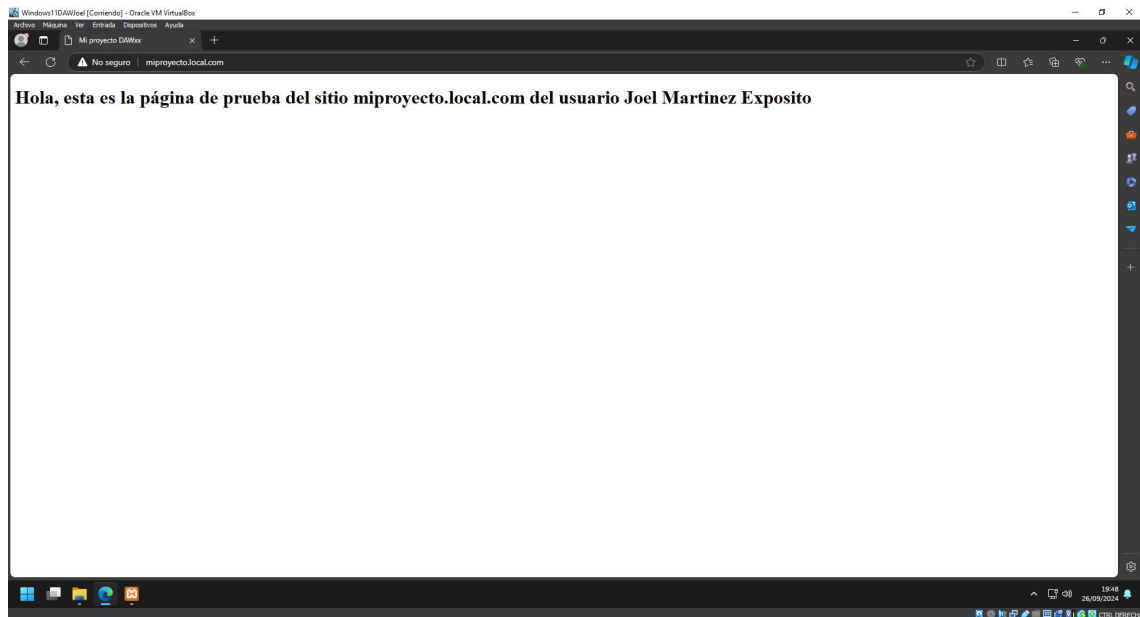 Windows11DAWJoel [Corriendo] - Oracle VM VirtualBox
Archivo Máquina Ver Entrada Dispositivos Ayuda
Mi proyecto DAWxx
No seguro miproyecto.local.com
Hola, esta es la página de prueba del sitio miproyecto.local.com del usuario Joel Martinez Exposito
19:48
26/09/2024
CTRL DERECH